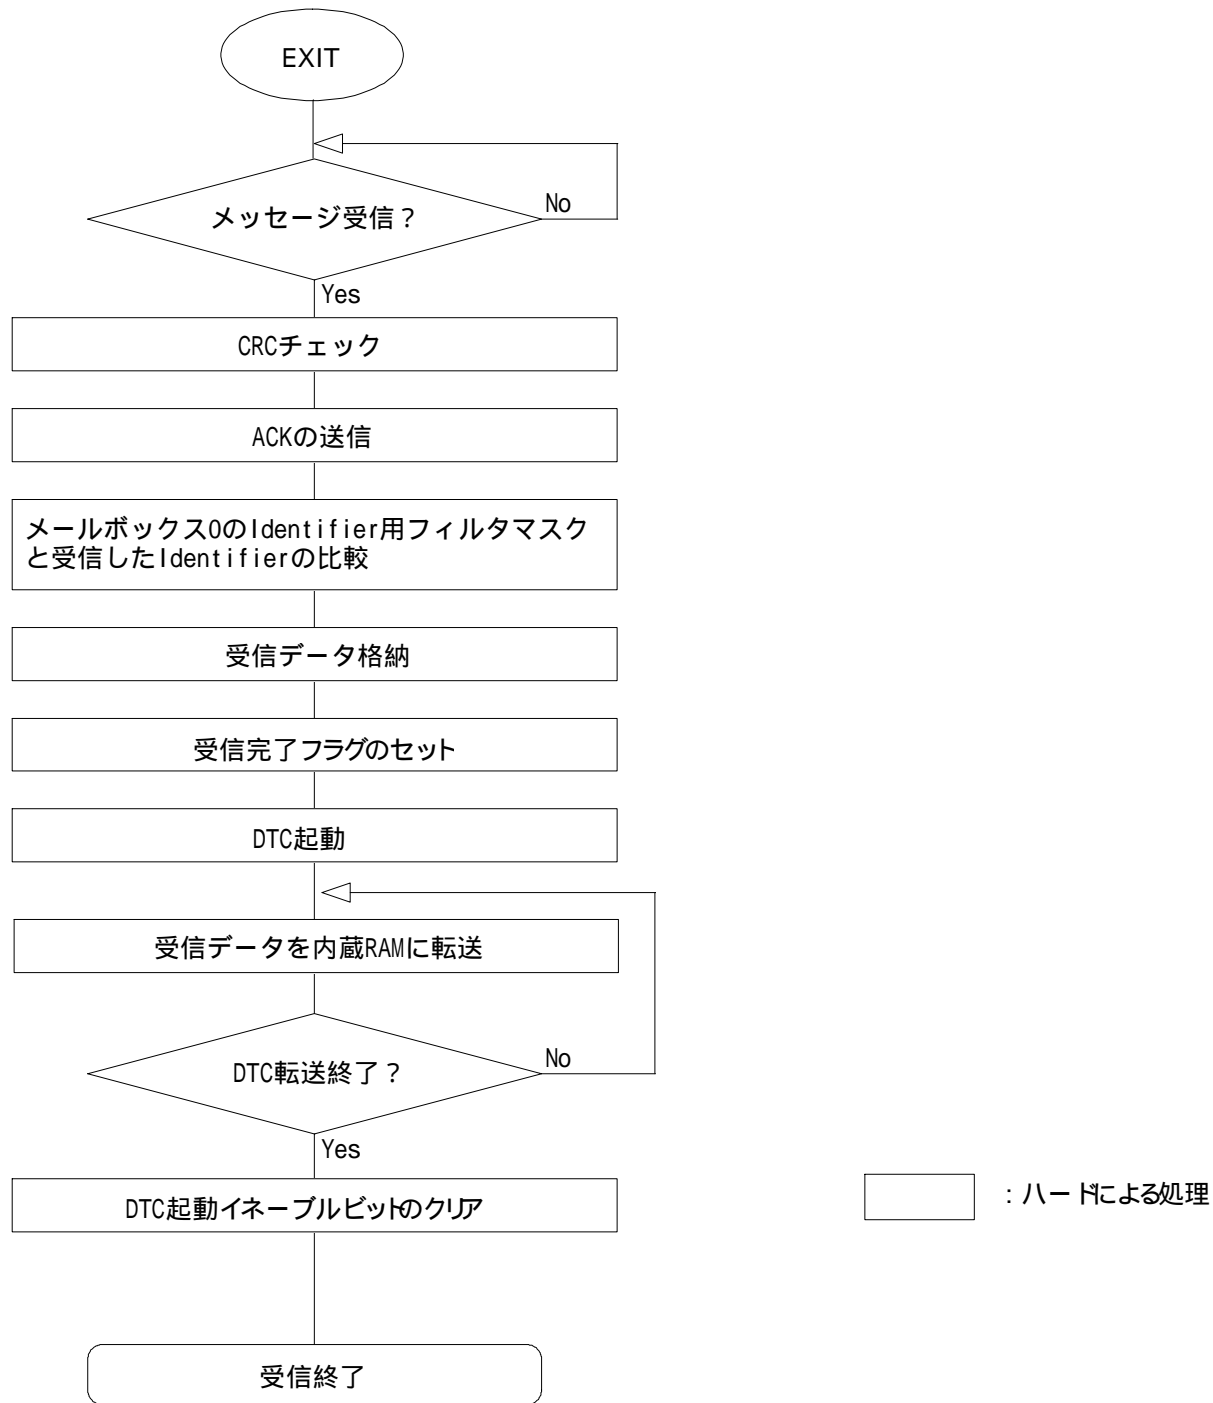 EXIT
メッセージ受信?
No
Yes
CRCチェック
ACKの送信
メールボックス0のIdentifier用フィルタマスク
と受信したIdentifierの比較
受信データ格納
受信完了フラグのセット
DTC起動
受信データを内蔵RAMに転送
DTC転送終了?
No
Yes
DTC起動イネーブルビットのクリア
:ハードによる処理
受信終了